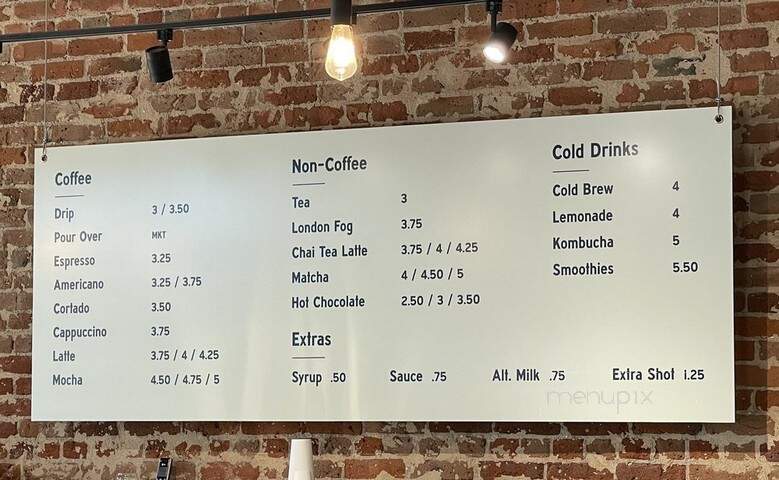 Coffee
Drip 3 / 3.50
Pour Over MKT
Espresso 3.25
Americano 3.25 / 3.75
Cortado 3.50
Cappuccino 3.75
Latte 3.75 / 4 / 4.25
Mocha 4.50 / 4.75 / 5
Non-Coffee
Tea 3
London Fog 3.75
Chai Tea Latte 3.75 / 4 / 4.25
Matcha 4 / 4.50 / 5
Hot Chocolate 2.50 / 3 / 3.50
Cold Drinks
Cold Brew 4
Lemonade 4
Kombucha 5
Smoothies 5.50
Extras
Syrup .50 Sauce .75 Alt. Milk .75 Extra Shot 1.25
menupix